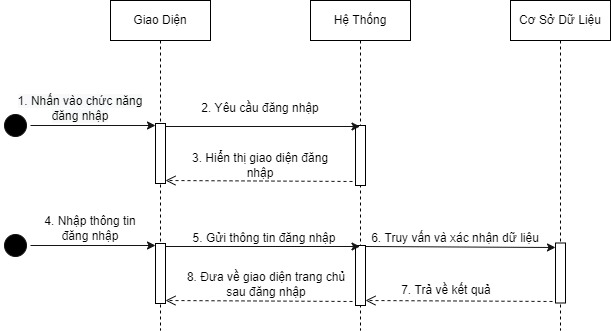 Giao Diện
Hệ Thống
Cơ Sở Dữ Liệu
1. Nhấn vào chức năng
đăng nhập
2. Yêu cầu đăng nhập
3. Hiển thị giao diện đăng
nhập
4. Nhập thông tin
đăng nhập
5. Gửi thông tin đăng nhập
6. Truy vấn và xác nhận dữ liệu
7. Trả về kết quả
8. Đưa về giao diện trang chủ
sau đăng nhập